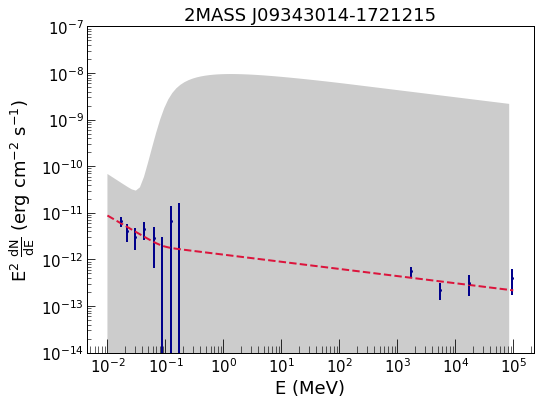 2MASS J09343014-1721215
E² dN/dE (erg cm⁻² s⁻¹)
10⁻⁷
10⁻⁸
10⁻⁹
10⁻¹⁰
10⁻¹¹
10⁻¹²
10⁻¹³
10⁻¹⁴
10⁻² 10⁻¹ 10⁰ 10¹ 10² 10³ 10⁴ 10⁵
E (MeV)